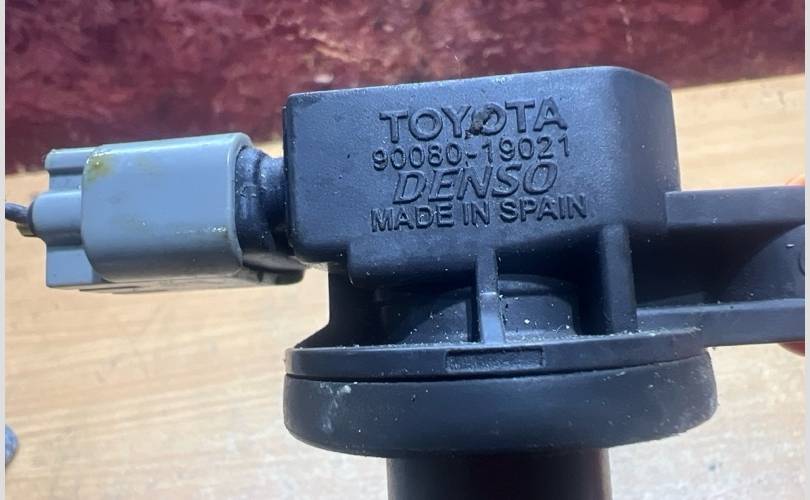 TOYOTA
90080-19021
DENSO
MADE IN SPAIN